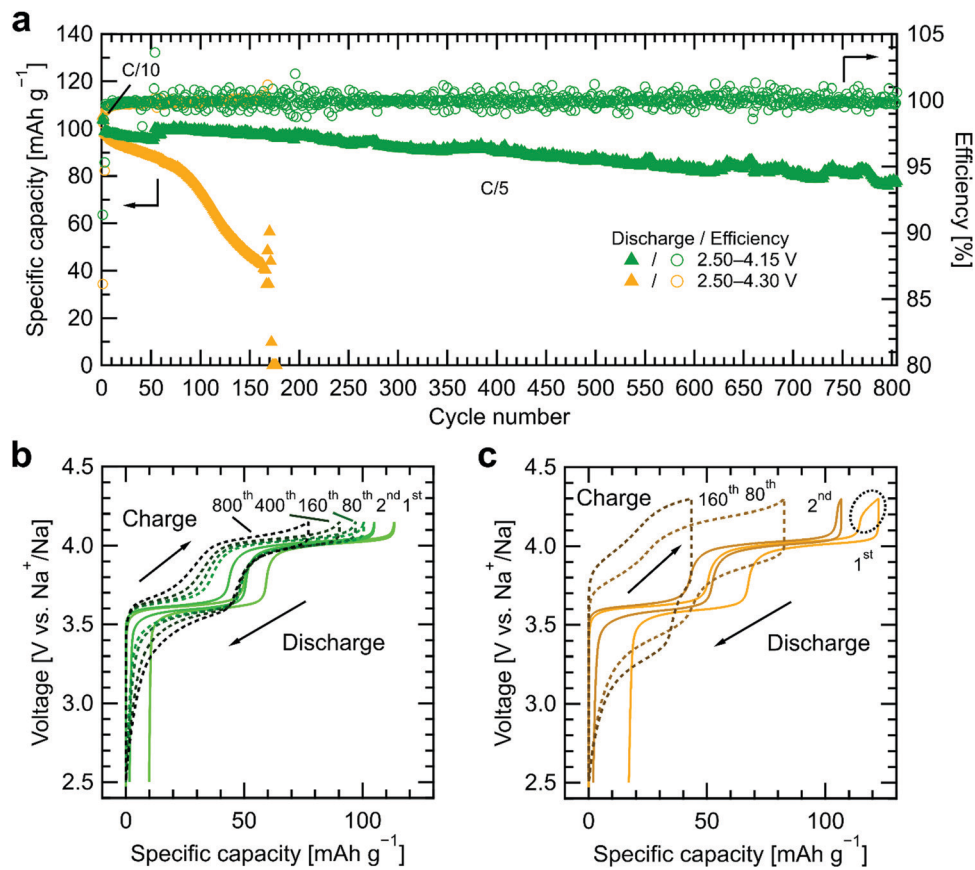 a
140
120
100
80
60
40
20
0
Specific capacity [mAh g⁻¹]
0 50 100 150 200 250 300 350 400 450 500 550 600 650 700 750 800
Cycle number
105
100
95
90
85
80
Efficiency [%]
C/10
C/5
Discharge / Efficiency
▲ / ○ 2.50–4.15 V
▲ / ○ 2.50–4.30 V
b
4.5
4.0
3.5
3.0
2.5
Voltage [V vs. Na⁺/Na]
800th 400th 160th 80th 2nd 1st
Charge
Discharge
0 50 100
Specific capacity [mAh g⁻¹]
c
4.5
4.0
3.5
3.0
2.5
Voltage [V vs. Na⁺/Na]
Charge
160th 80th 2nd
1st
Discharge
0 50 100
Specific capacity [mAh g⁻¹]